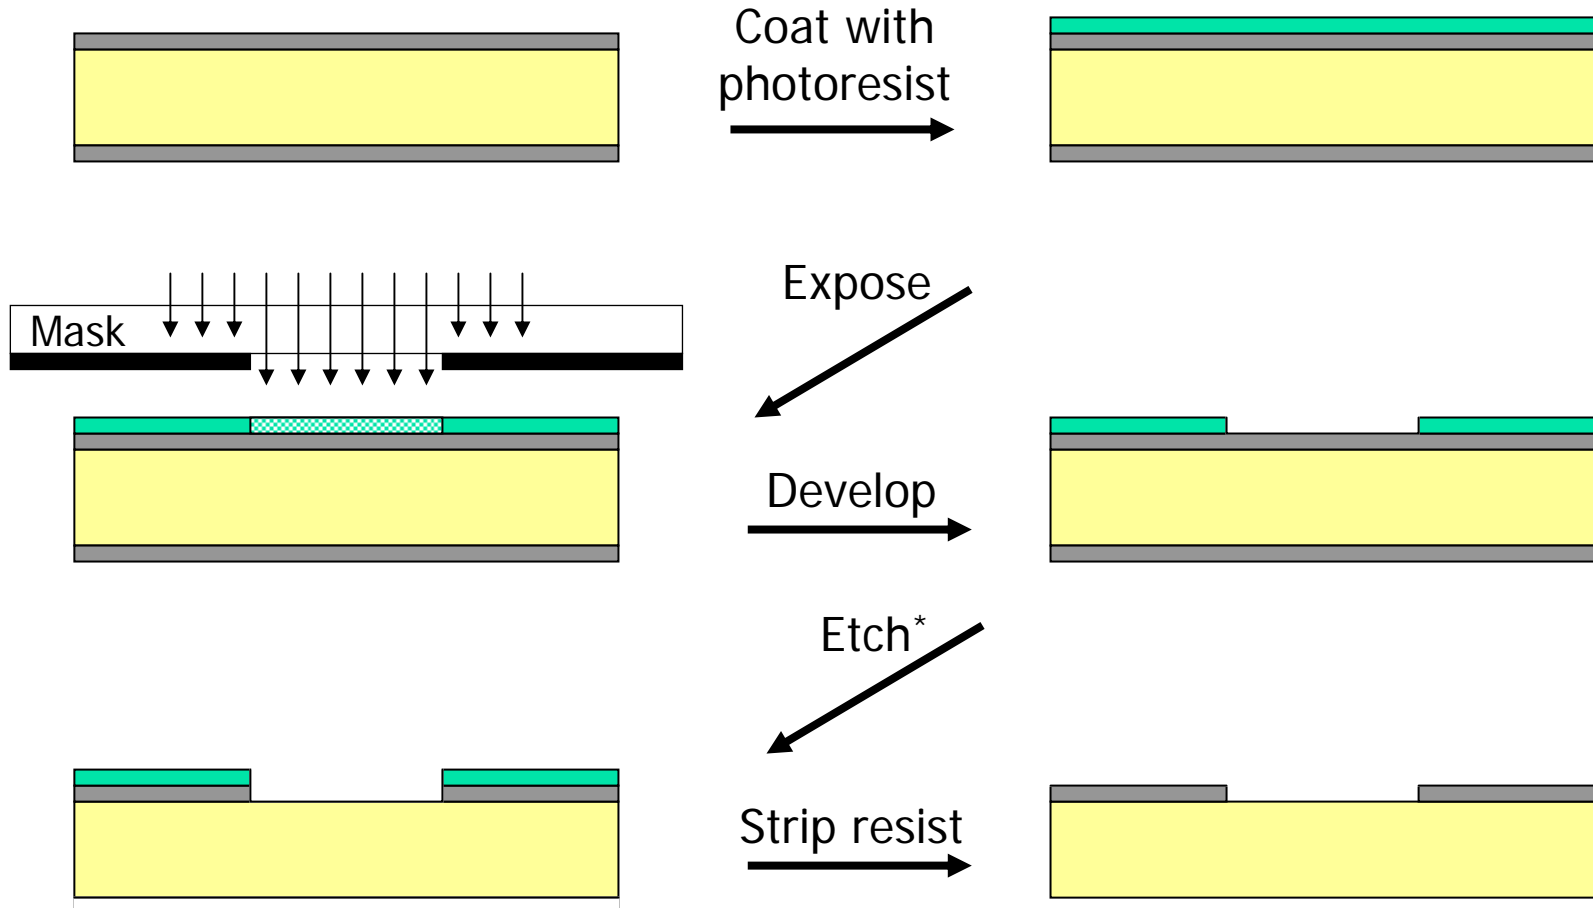 Coat with
photoresist
Expose
Mask
Develop
Etch*
Strip resist